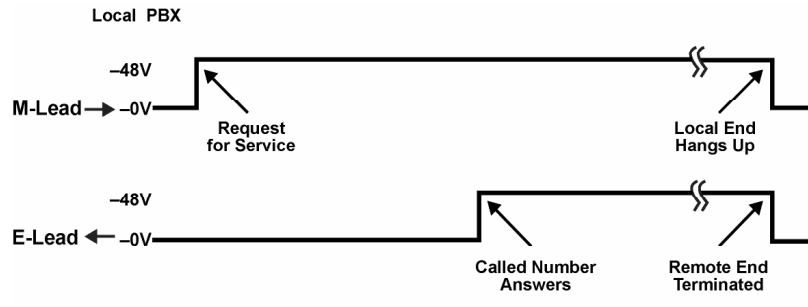 Local PBX
–48V
M-Lead –0V
Request
for Service
Local End
Hangs Up
–48V
E-Lead –0V
Called Number
Answers
Remote End
Terminated